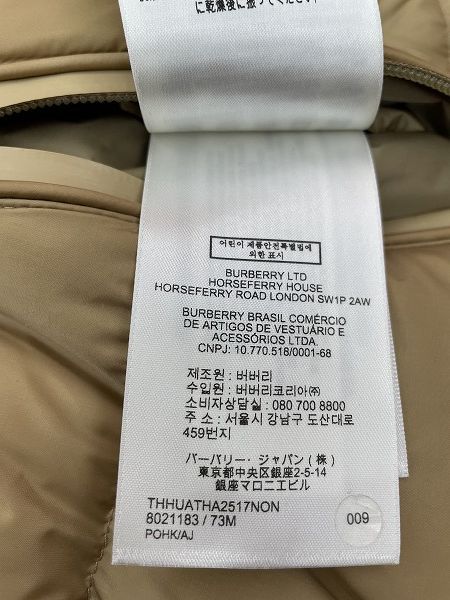 に乾燥後に振ってください。
어린이 제품안전특별법에
의한 표시
BURBERRY LTD
HORSEFERRY HOUSE
HORSEFERRY ROAD LONDON SW1P 2AW
BURBERRY BRASIL COMÉRCIO
DE ARTIGOS DE VESTUÁRIO E
ACESSÓRIOS LTDA.
CNPJ: 10.770.518/0001-68
제조원 : 버버리
수입원 : 버버리코리아㈜
소비자상담실 : 080 700 8800
주 소 : 서울시 강남구 도산대로
459번지
バーバリー・ジャパン (株)
東京都中央区銀座2-5-14
銀座マロニエビル
THHUATHA2517NON
8021183 / 73M
POHK/AJ
009